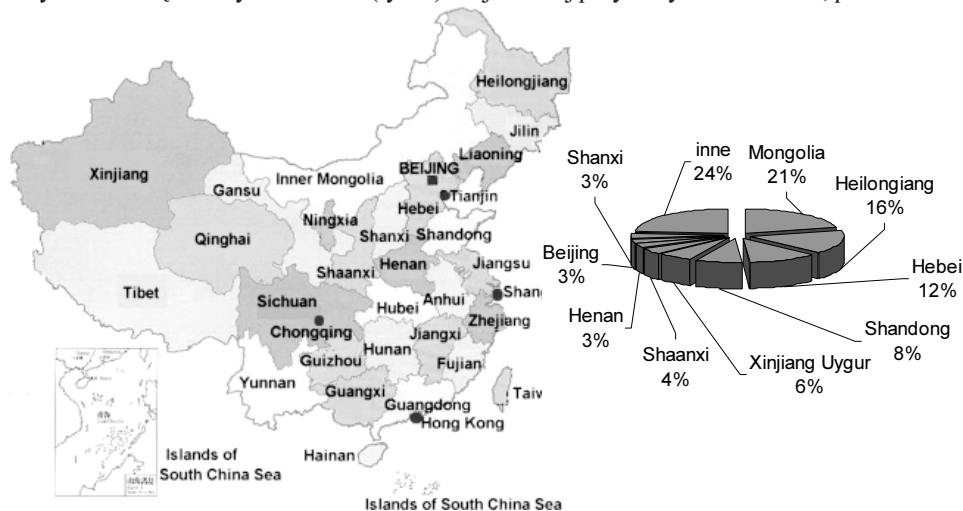 Heilongjiang
Jilin
Liaoning
Xinjiang
BEIJING
Gansu
Inner Mongolia
Tianjin
Ningxia
Hebei
Qinghai
Shanxi
Shandong
Shaanxi
Henan
Jiangsu
Tibet
Sichuan
Hubei
Anhui
Shang
Chongqing
Zhejiang
Hunan
Jiangxi
Guizhou
Fujian
Yunnan
Guangxi
Taiw
Guangdong
Hong Kong
Hainan
Islands of
South China Sea
Islands of South China Sea
inne
24%
Mongolia
21%
Heilongiang
16%
Hebei
12%
Shandong
8%
Xinjiang Uygur
6%
Shaanxi
4%
Henan
3%
Beijing
3%
Shanxi
3%